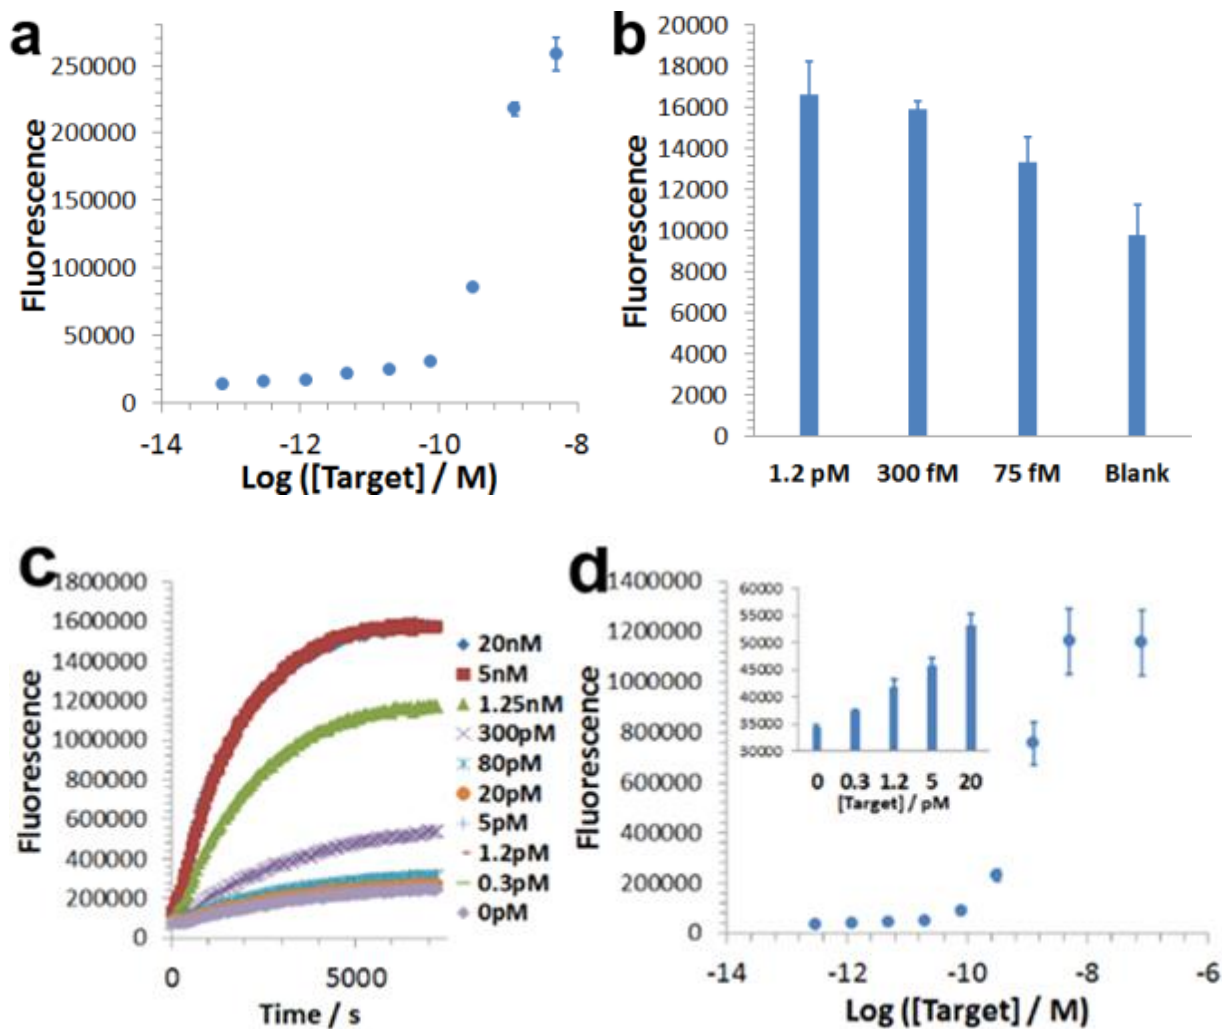 a
250000
200000
150000
100000
50000
0
-14
-12
-10
-8
Fluorescence
Log ([Target] / M)
b
20000
18000
16000
14000
12000
10000
8000
6000
4000
2000
0
1.2 pM
300 fM
75 fM
Blank
Fluorescence
c
1800000
1600000
1400000
1200000
1000000
800000
600000
400000
200000
0
0
5000
Fluorescence
Time / s
20nM
5nM
1.25nM
300pM
80pM
20pM
5pM
1.2pM
0.3pM
0pM
d
1400000
1200000
1000000
800000
600000
400000
200000
0
-14
-12
-10
-8
-6
Fluorescence
Log ([Target] / M)
60000
55000
50000
45000
40000
35000
30000
0
0.3
1.2
5
20
[Target] / pM